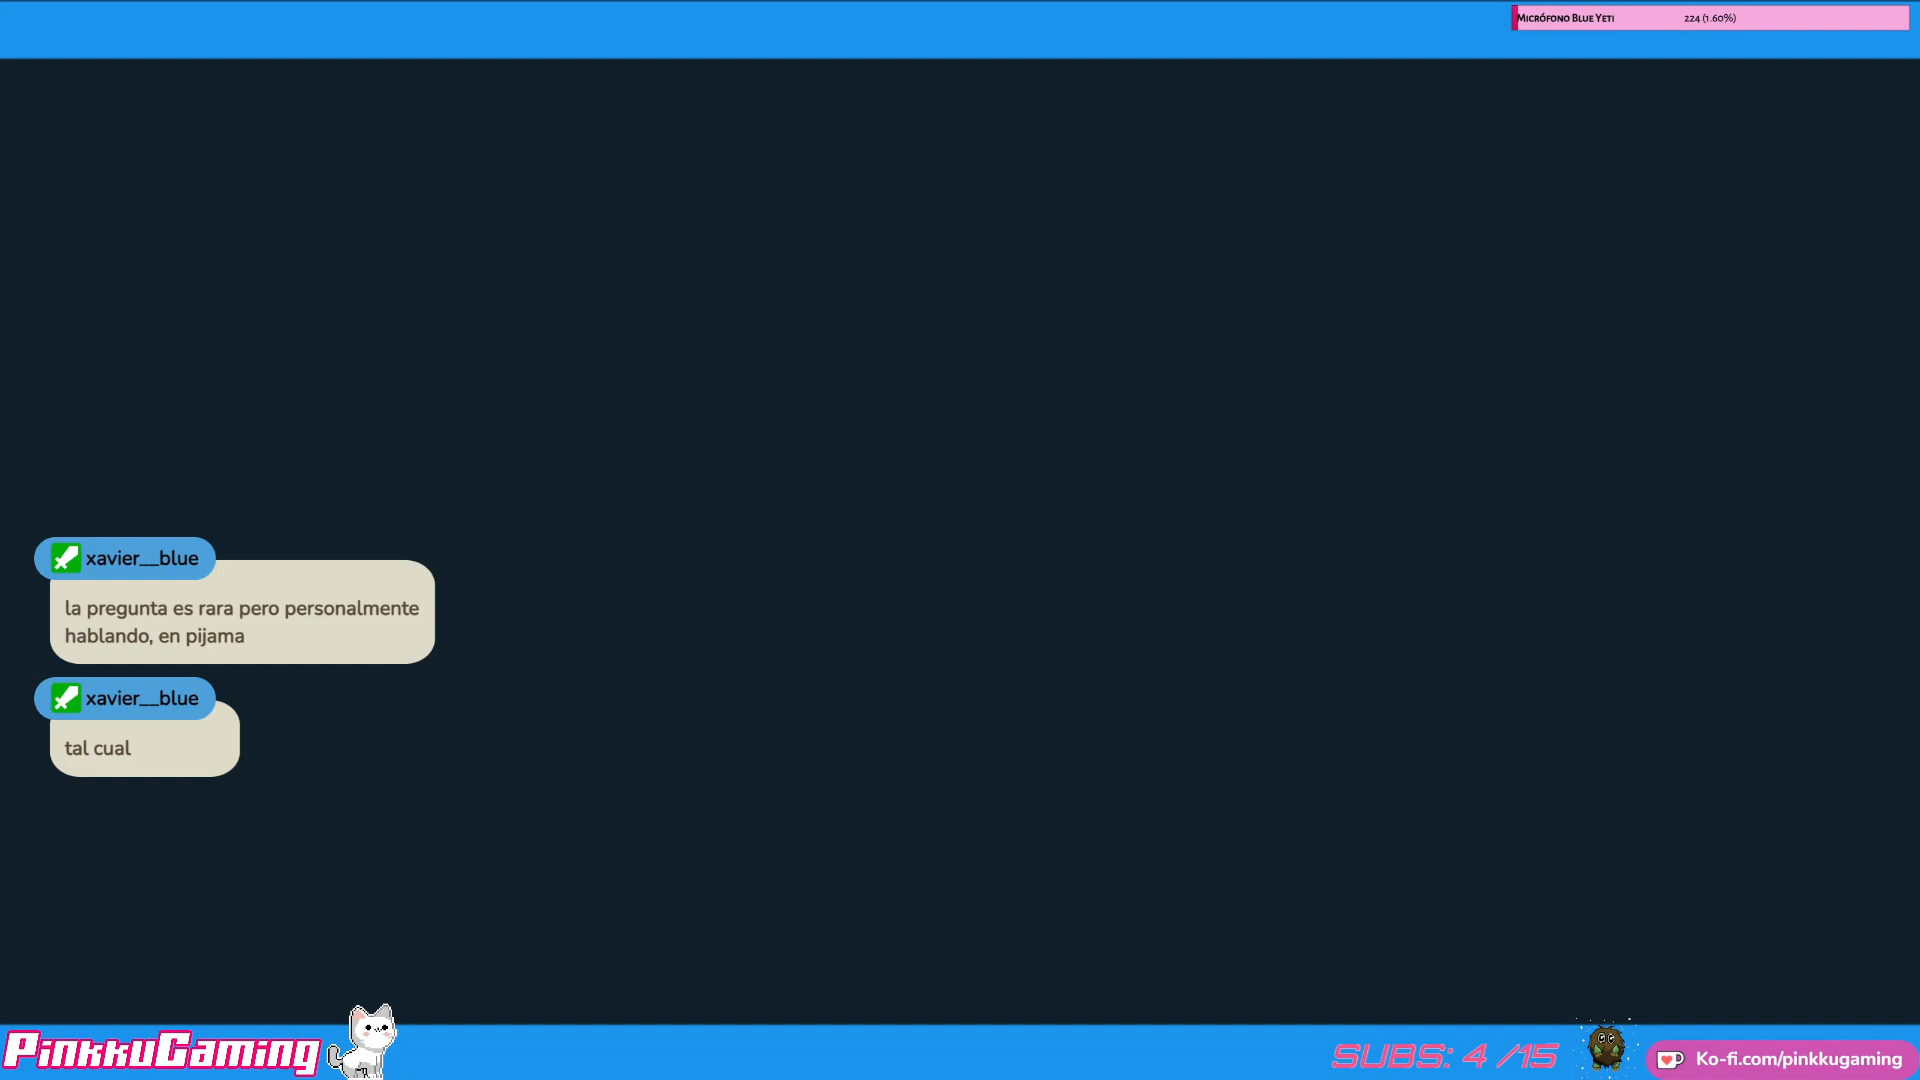 Micrófono Blue Yeti 224 (1.60%)
xavier__blue
la pregunta es rara pero personalmente
hablando, en pijama
xavier__blue
tal cual
PinkkuGaming
SUBS: 4 /15
Ko-fi.com/pinkkugaming